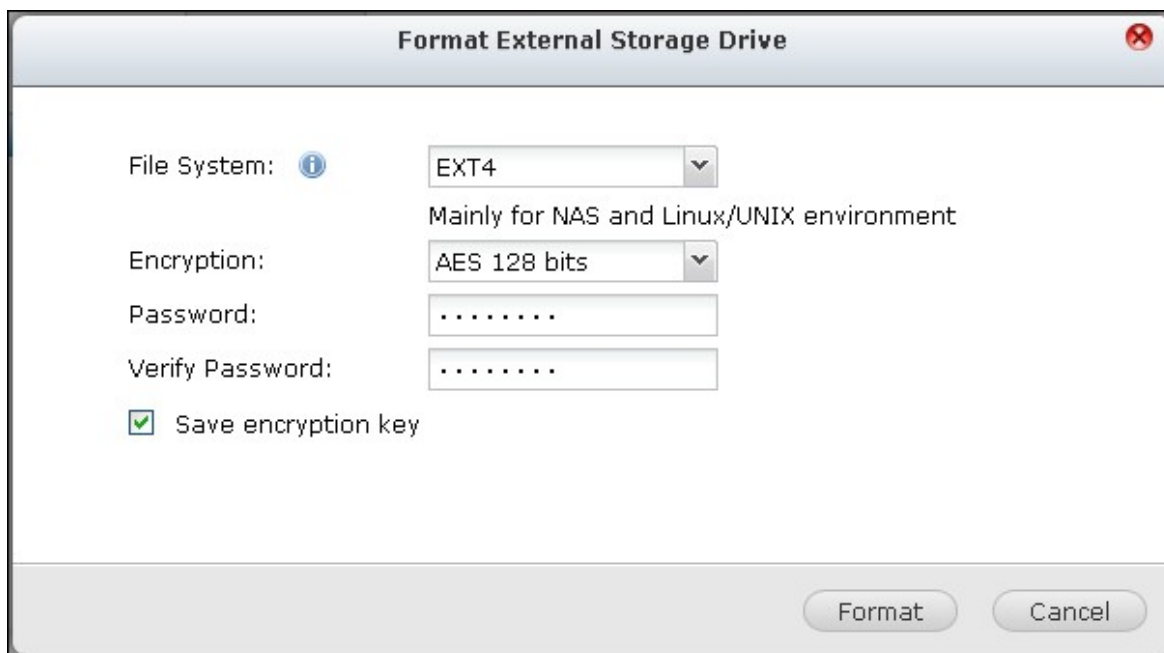 Format External Storage Drive
File System: EXT4
Mainly for NAS and Linux/UNIX environment
Encryption: AES 128 bits
Password: ········
Verify Password: ········
Save encryption key
Format Cancel